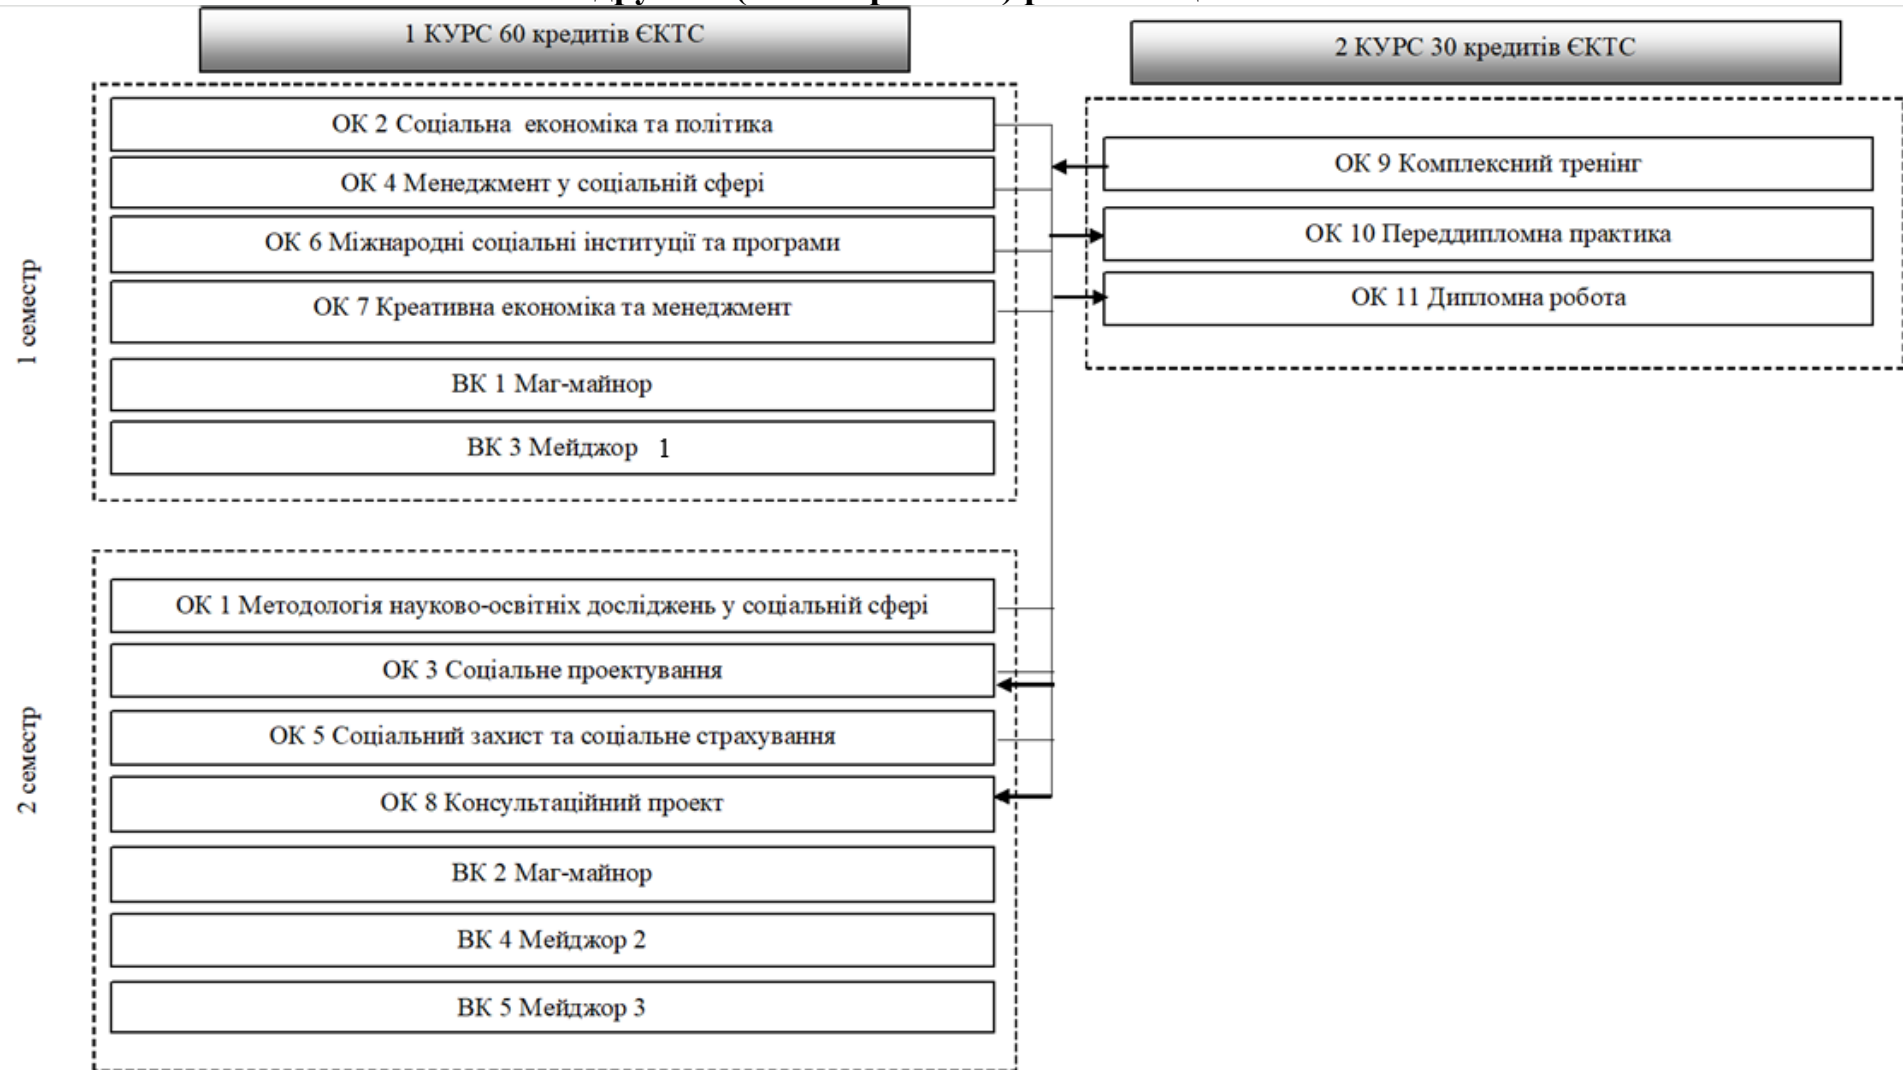 1 КУРС 60 кредитів ЄКТС
2 КУРС 30 кредитів ЄКТС
1 семестр
ОК 2 Соціальна економіка та політика
ОК 4 Менеджмент у соціальній сфері
ОК 6 Міжнародні соціальні інституції та програми
ОК 7 Креативна економіка та менеджмент
ВК 1 Маг-майнор
ВК 3 Мейджор 1
ОК 9 Комплексний тренінг
ОК 10 Переддипломна практика
ОК 11 Дипломна робота
2 семестр
ОК 1 Методологія науково-освітніх досліджень у соціальній сфері
ОК 3 Соціальне проектування
ОК 5 Соціальний захист та соціальне страхування
ОК 8 Консультаційний проект
ВК 2 Маг-майнор
ВК 4 Мейджор 2
ВК 5 Мейджор 3